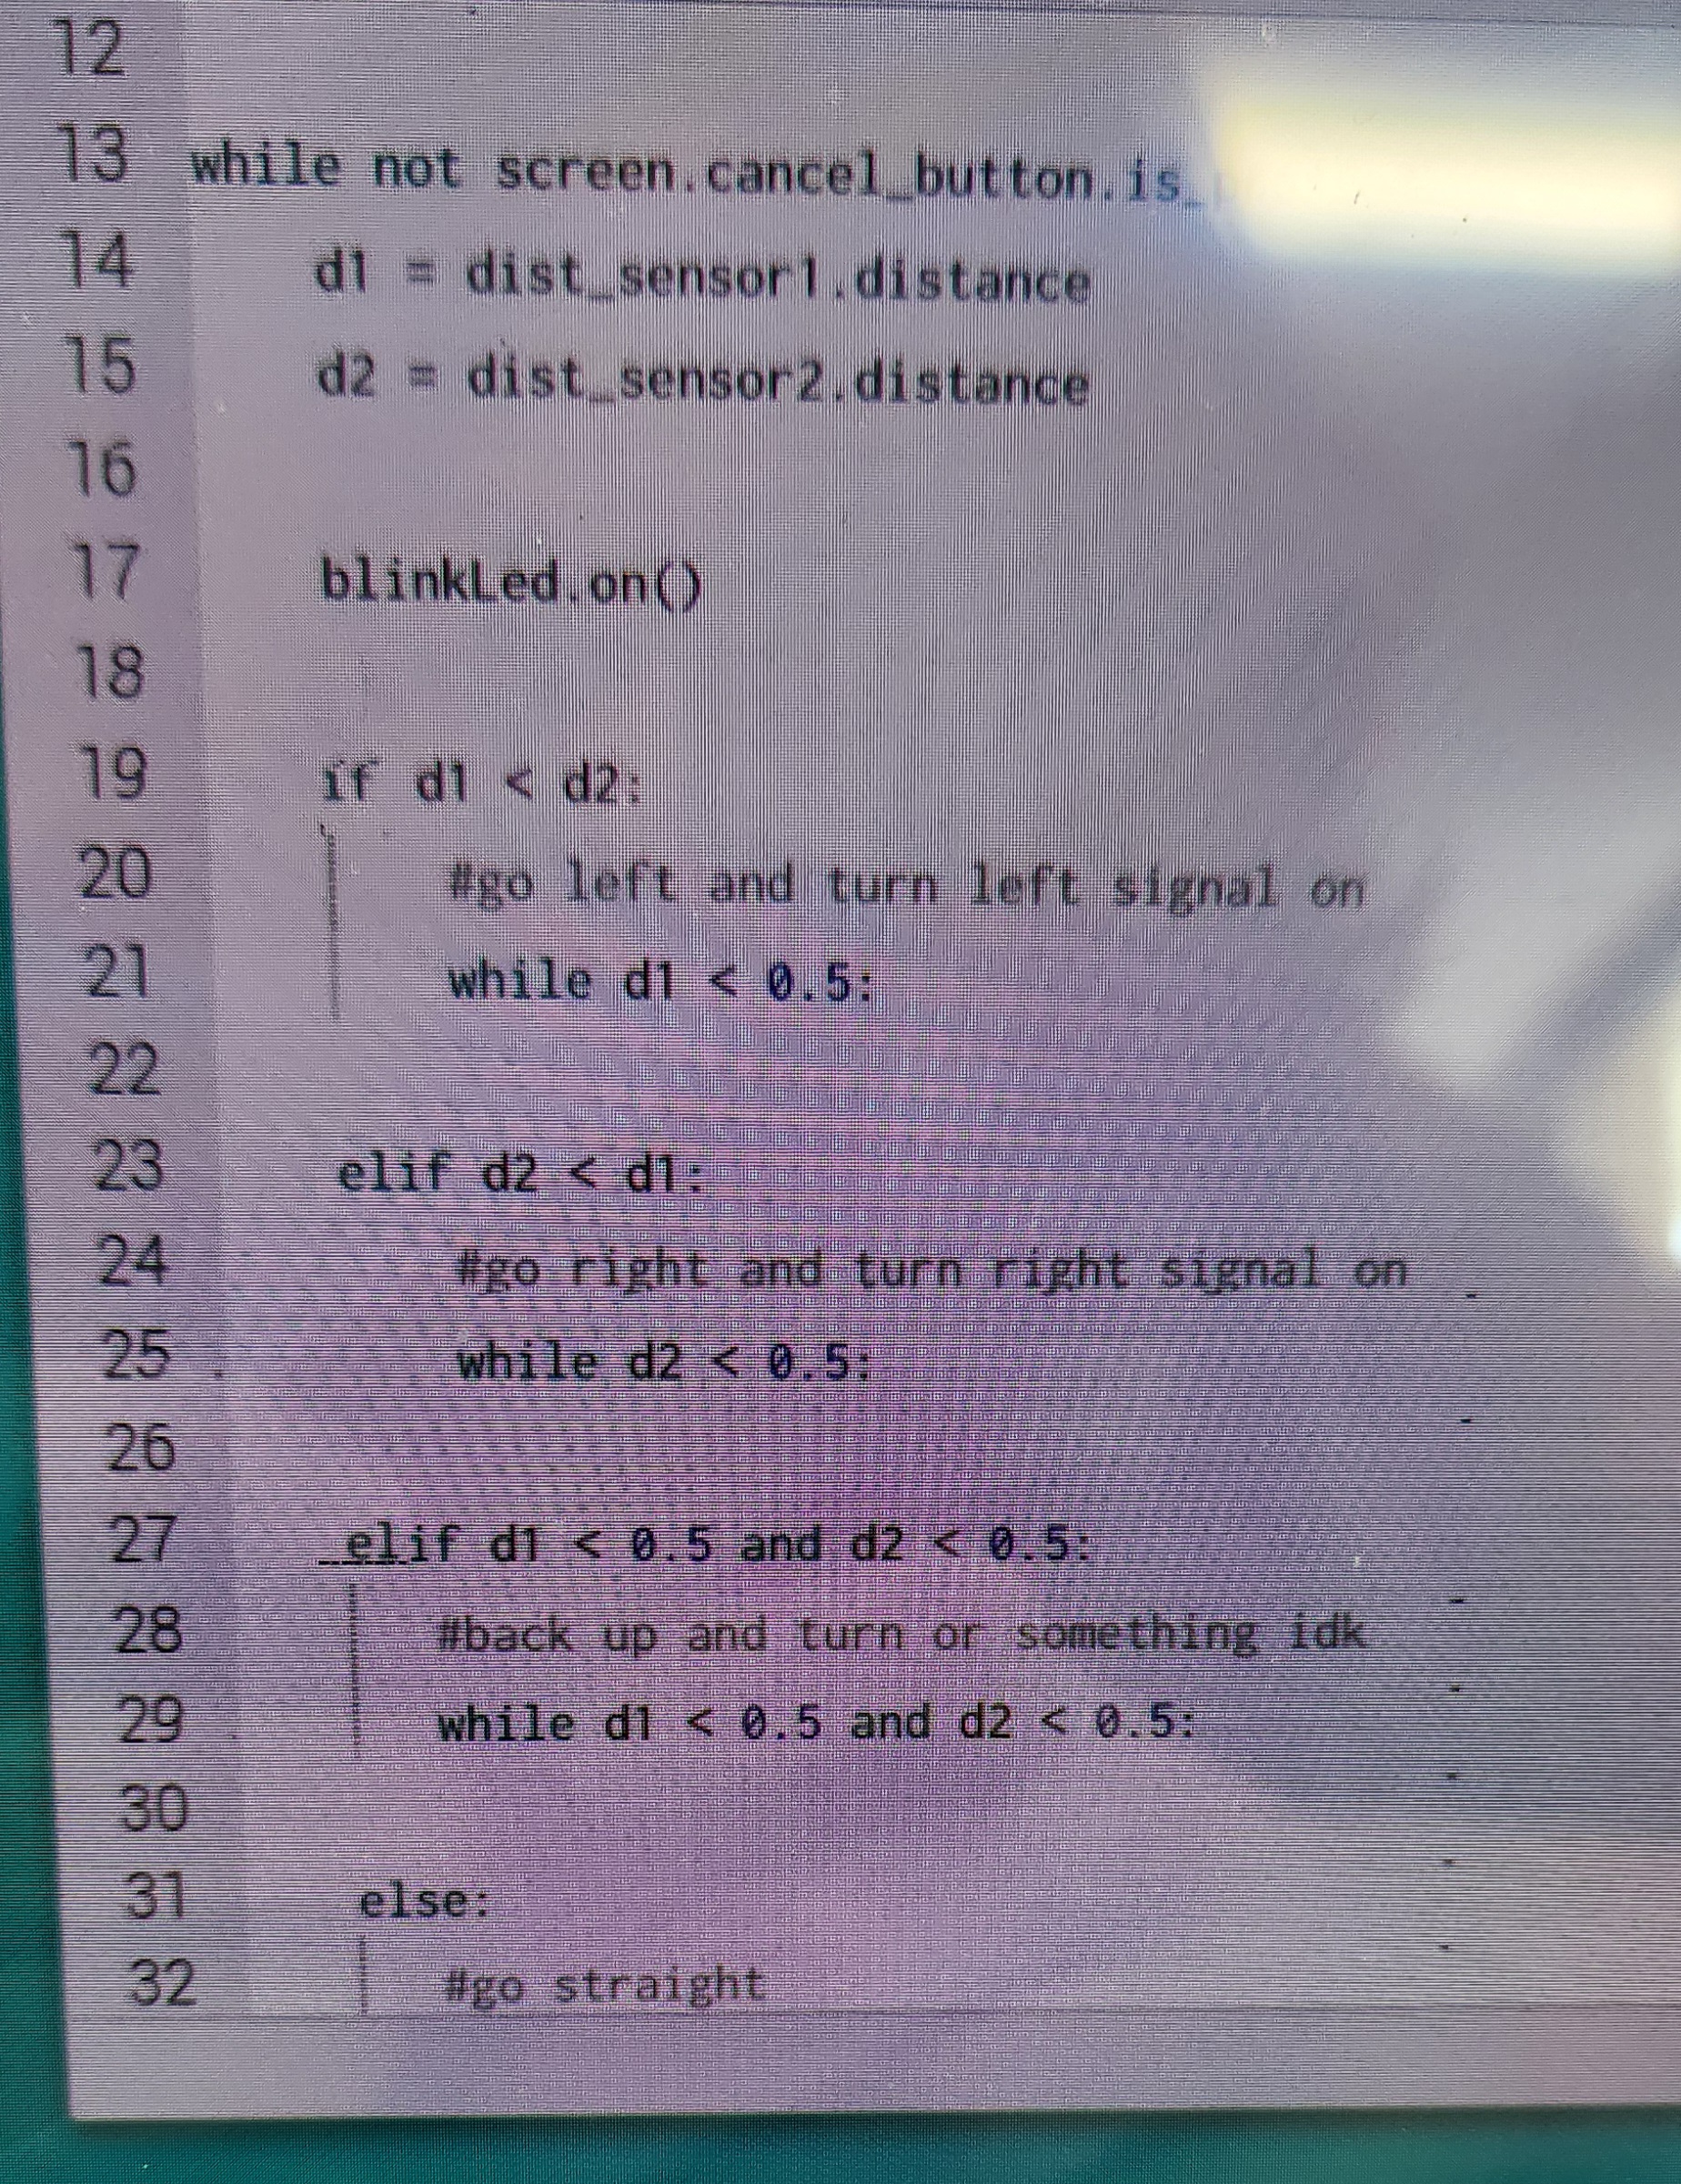 12
13 while not screen.cancel_button.is_
14 d1 = dist_sensor1.distance
15 d2 = dist_sensor2.distance
16
17 blinkLed.on()
18
19 if d1 < d2:
20 #go left and turn left signal on
21 while d1 < 0.5:
22
23 elif d2 < d1:
24 #go right and turn right signal on
25 while d2 < 0.5:
26
27 elif d1 < 0.5 and d2 < 0.5:
28 #back up and turn or something idk
29 while d1 < 0.5 and d2 < 0.5:
30
31 else:
32 #go straight